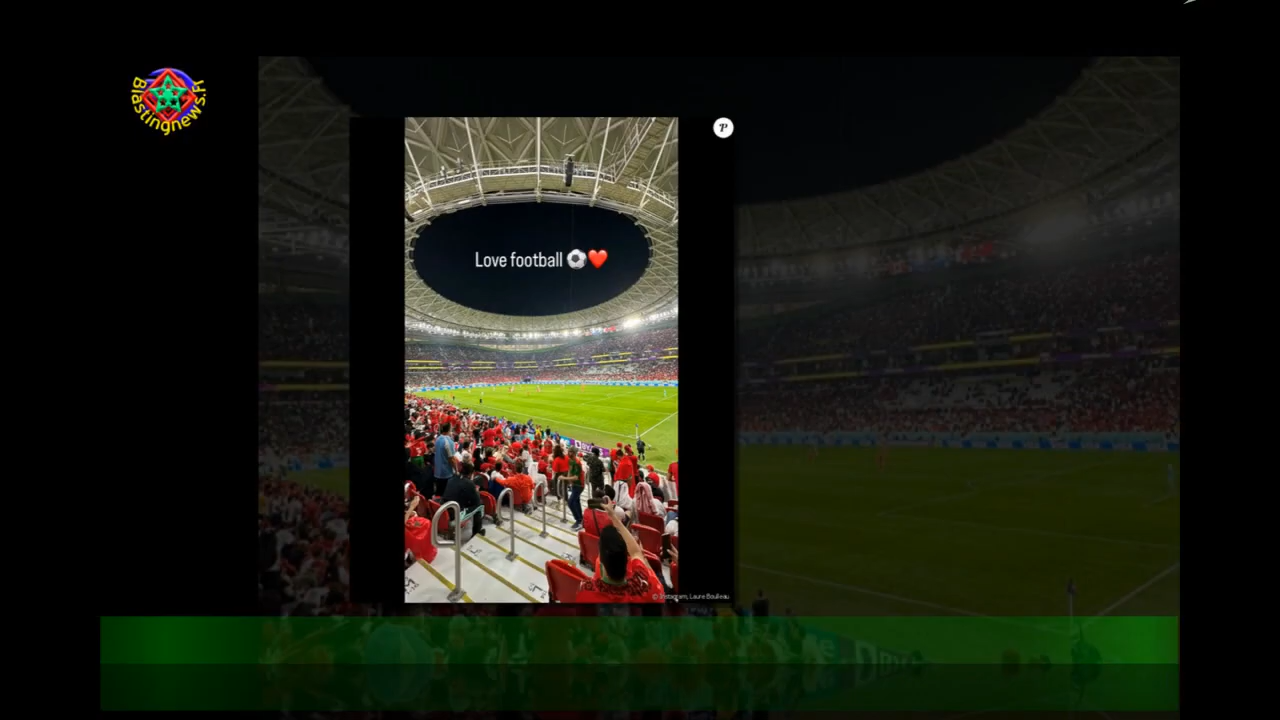 Blastingnews.fr
Love football ⚽❤️
© Instagram, Laure Boulleau